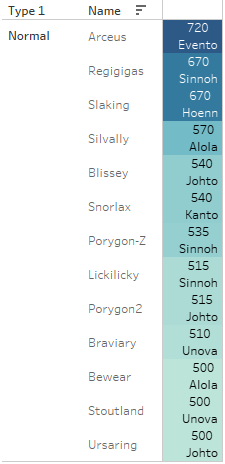 Type 1 Name
Normal Arceus 720
Evento
Regigigas 670
Sinnoh
Slaking 670
Hoenn
Silvally 570
Alola
Blissey 540
Johto
Snorlax 540
Kanto
Porygon-Z 535
Sinnoh
Lickilicky 515
Sinnoh
Porygon2 515
Johto
Braviary 510
Unova
Bewear 500
Alola
Stoutland 500
Unova
Ursaring 500
Johto